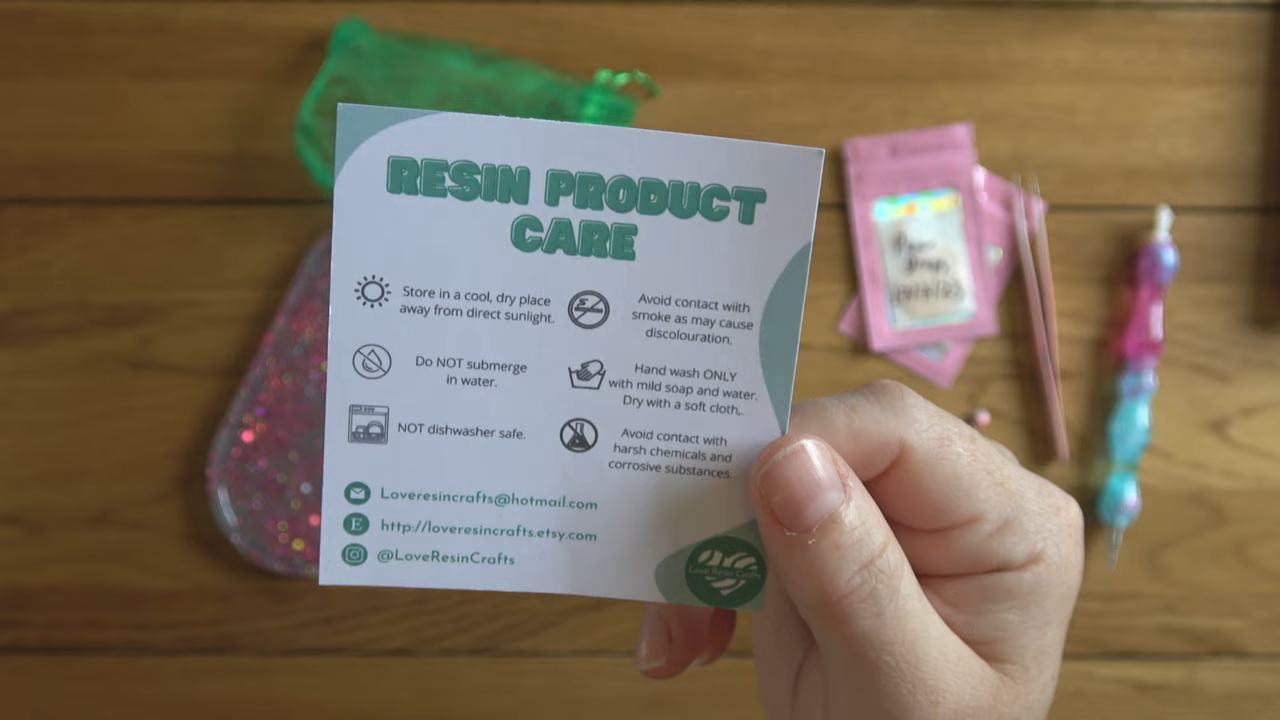 RESIN PRODUCT
CARE
Store in a cool, dry place
away from direct sunlight.
Avoid contact wiith
smoke as may cause
discolouration.
Do NOT submerge
in water.
Hand wash ONLY
with mild soap and water.
Dry with a soft cloth,.
NOT dishwasher safe.
Avoid contact with
harsh chemicals and
corrosive substances.
Loveresincrafts@hotmail.com
E http://loveresincrafts.etsy.com
@LoveResinCrafts
Love Resin Crafts